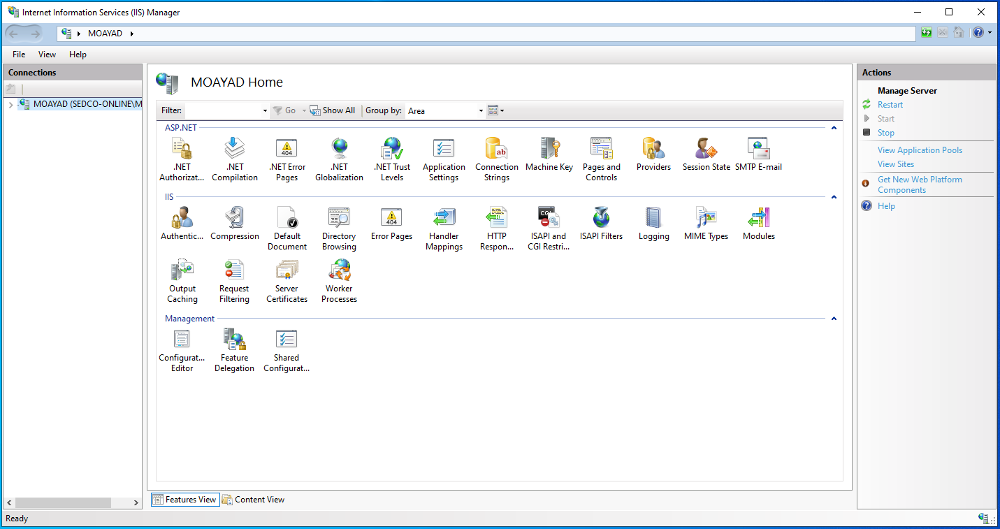 Internet Information Services (IIS) Manager
MOAYAD
File View Help
Connections
MOAYAD (SEDCO-ONLINE\M
MOAYAD Home
Filter: Go Show All Group by: Area
ASP.NET
.NET Authorizat...
.NET Compilation
.NET Error Pages
.NET Globalization
.NET Trust Levels
Application Settings
Connection Strings
Machine Key
Pages and Controls
Providers
Session State
SMTP E-mail
IIS
Authentic...
Compression
Default Document
Directory Browsing
Error Pages
Handler Mappings
HTTP Respon...
ISAPI and CGI Restri...
ISAPI Filters
Logging
MIME Types
Modules
Output Caching
Request Filtering
Server Certificates
Worker Processes
Management
Configurat... Editor
Feature Delegation
Shared Configurat...
Features View
Content View
Actions
Manage Server
Restart
Start
Stop
View Application Pools
View Sites
Get New Web Platform
Components
Help
Ready